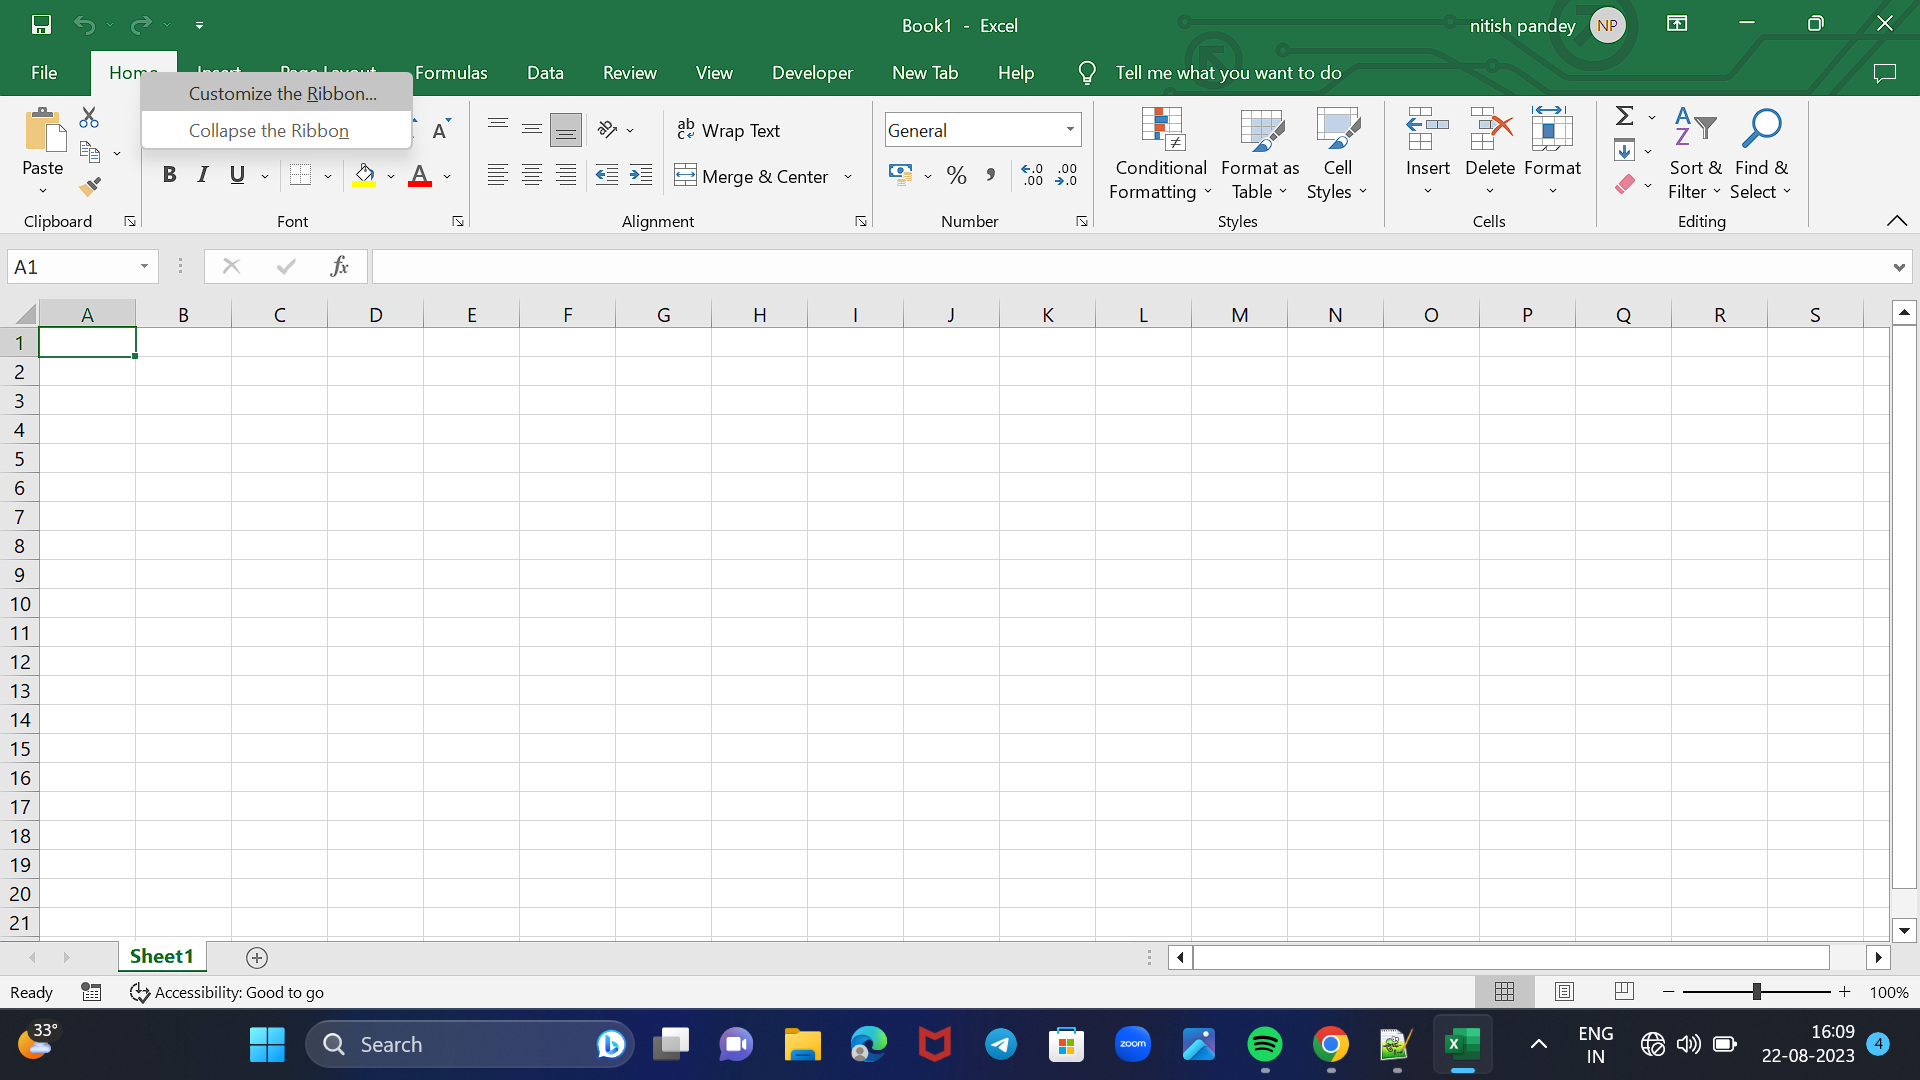 Book1 - Excel
nitish pandey NP
File Home Formulas Data Review View Developer New Tab Help Tell me what you want to do
Customize the Ribbon...
Collapse the Ribbon
Paste
B I U A A
ab Wrap Text
Merge & Center
General
% , .0 .00 .00 .0
Conditional Formatting
Format as Table
Cell Styles
Insert Delete Format
Sort & Filter
Find & Select
Clipboard Font Alignment Number Styles Cells Editing
A1 fx
A B C D E F G H I J K L M N O P Q R S
1
2
3
4
5
6
7
8
9
10
11
12
13
14
15
16
17
18
19
20
21
Sheet1
Ready Accessibility: Good to go 100%
33° Search zoom ENG IN 16:09 22-08-2023 4